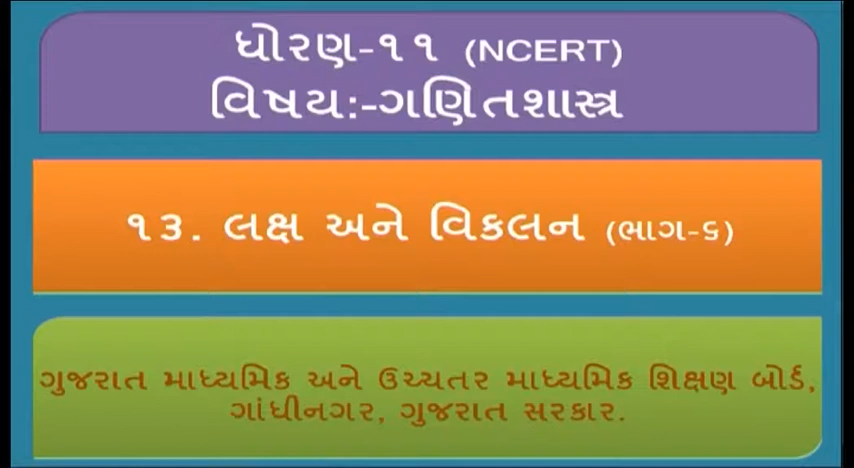 ધોરણ-૧૧ (NCERT)
વિષય:-ગણિતશાસ્ત્ર
૧૩. લક્ષ અને વિકલન (ભાગ-૬)
ગુજરાત માધ્યમિક અને ઉચ્ચતર માધ્યમિક શિક્ષણ બોર્ડ,
ગાંધીનગર, ગુજરાત સરકાર.